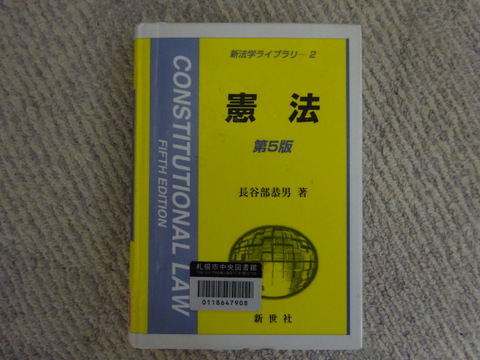 新法学ライブラリ－2
憲法
第5版
長谷部恭男 著
CONSTITUTIONAL LAW
FIFTH EDITION
札幌市中央図書館
0118647908
新世社